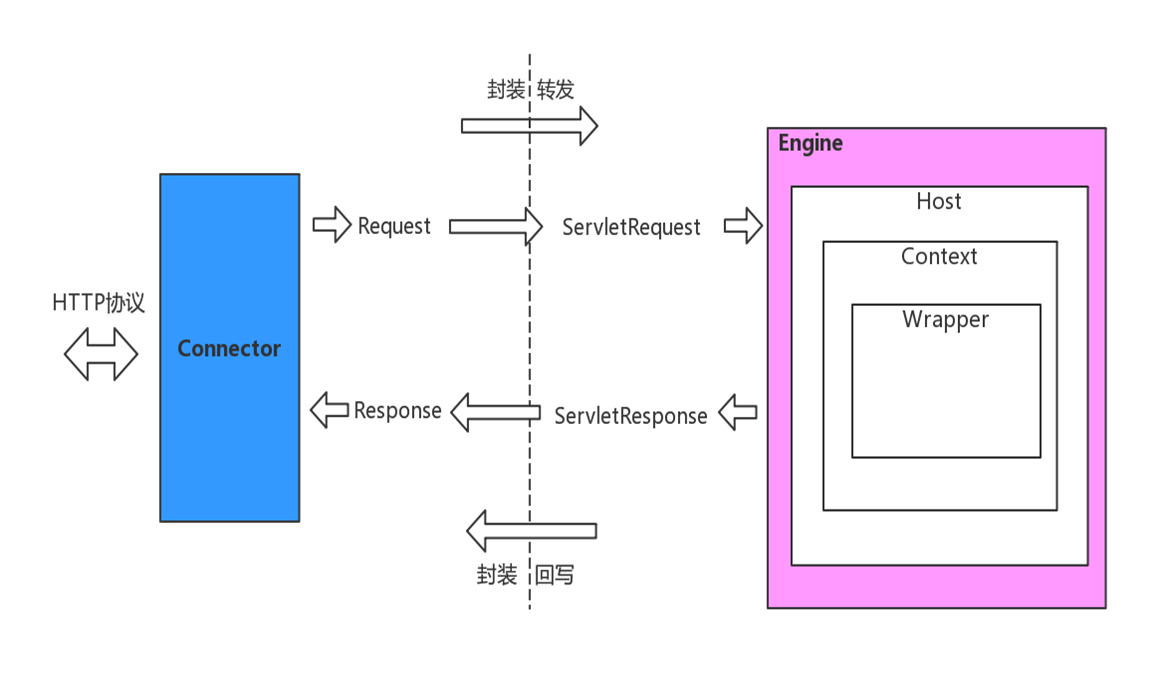 封装 转发
Engine
Host
Request
ServletRequest
Context
HTTP协议
Wrapper
Connector
Response
ServletResponse
封装 回写